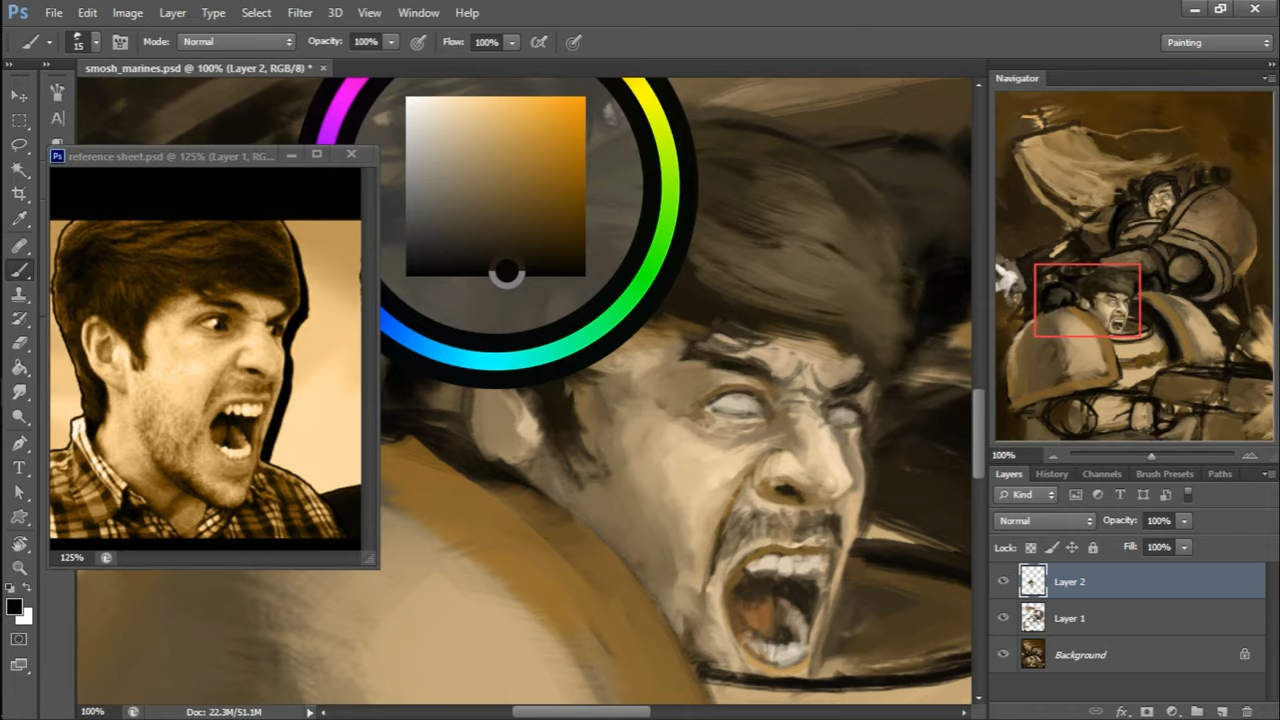 Ps File Edit Image Layer Type Select Filter 3D View Window Help
15 Mode: Normal Opacity: 100% Flow: 100% Painting
smosh_marines.psd @ 100% (Layer 2, RGB/8) * ×
Navigator
A
Ps reference sheet.psd @ 125% (Layer 1, RG...
100%
Layers History Channels Brush Presets Paths
Kind T
Normal Opacity: 100%
Lock: Fill: 100%
125%
T
Layer 2
Layer 1
Background
100% Doc: 22.3M/51.1M
fx